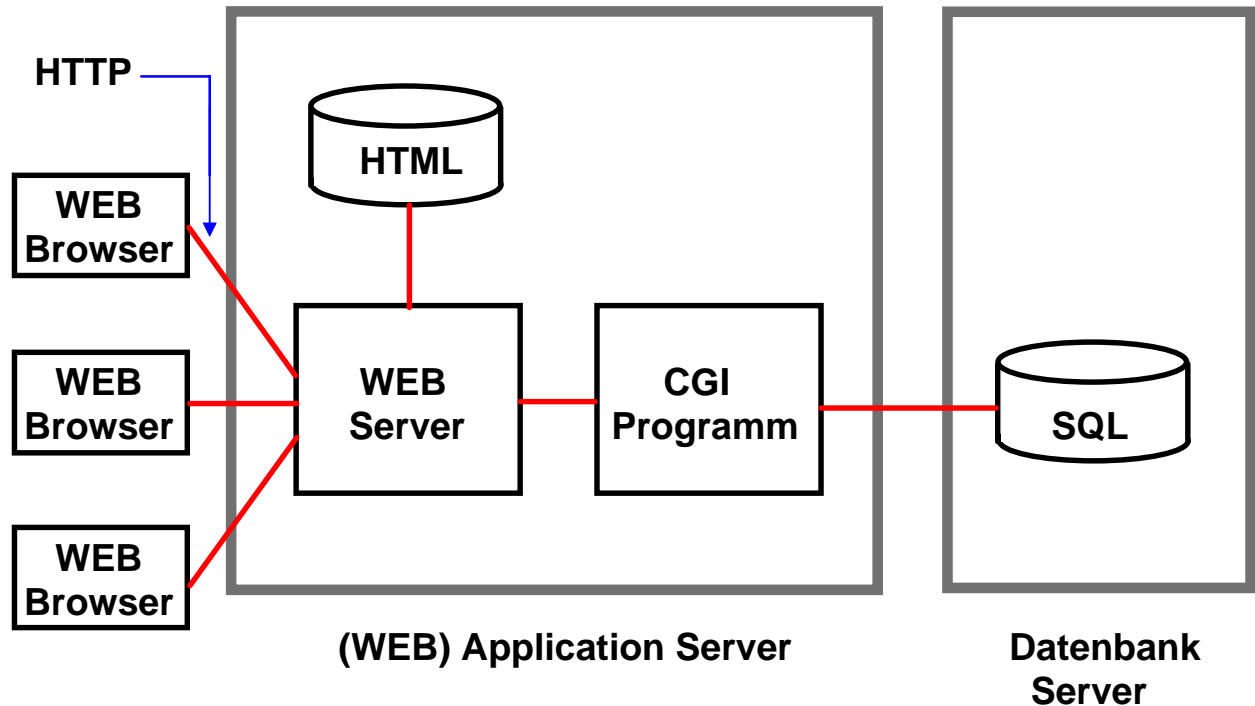 HTTP
HTML
WEB
Browser
WEB
Browser
WEB
Browser
WEB
Server
CGI
Programm
SQL
(WEB) Application Server
Datenbank
Server